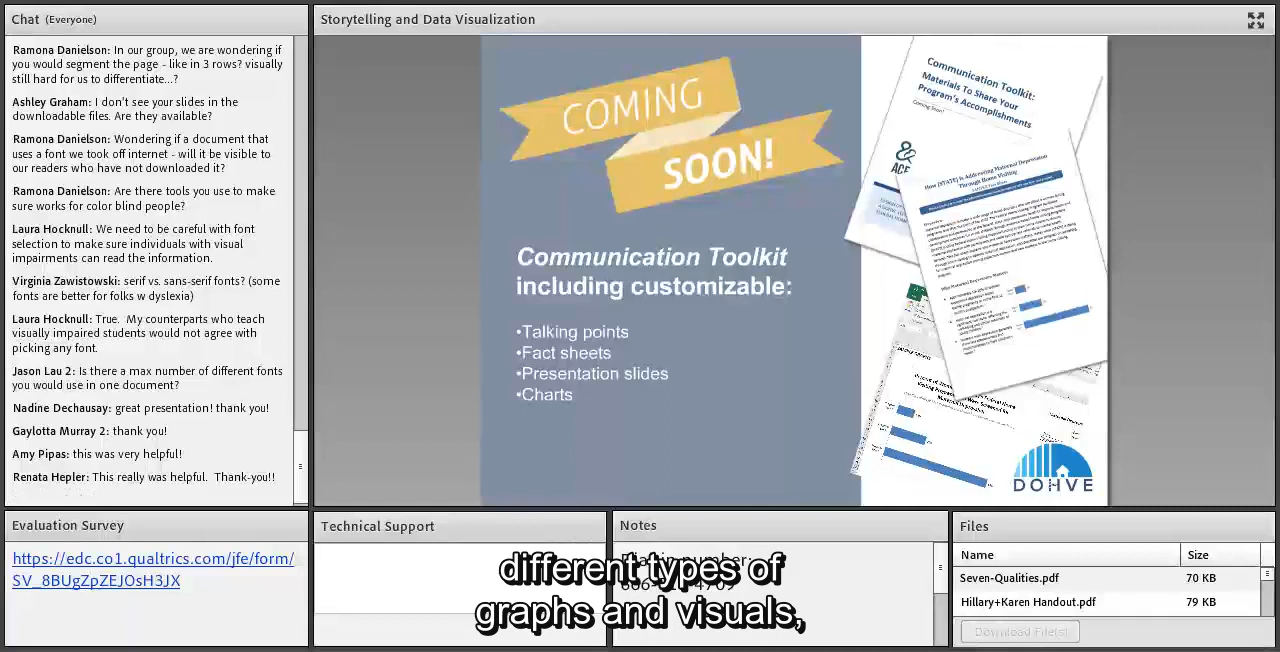 Chat (Everyone)
Ramona Danielson: In our group, we are wondering if
you would segment the page - like in 3 rows? visually
still hard for us to differentiate...?
Ashley Graham: I don't see your slides in the
downloadable files. Are they available?
Ramona Danielson: Wondering if a document that
uses a font we took off internet - will it be visible to
our readers who have not downloaded it?
Ramona Danielson: Are there tools you use to make
sure works for color blind people?
Laura Hocknull: We need to be careful with font
selection to make sure individuals with visual
impairments can read the information.
Virginia Zawistowski: serif vs. sans-serif fonts? (some
fonts are better for folks w dyslexia)
Laura Hocknull: True. My counterparts who teach
visually impaired students would not agree with
picking any font.
Jason Lau 2: Is there a max number of different fonts
you would use in one document?
Nadine Dechausay: great presentation! thank you!
Gaylotta Murray 2: thank you!
Amy Pipas: this was very helpful!
Renata Hepler: This really was helpful. Thank-you!!
Storytelling and Data Visualization
COMING
SOON!
Communication Toolkit
including customizable:
•Talking points
•Fact sheets
•Presentation slides
•Charts
Communication Toolkit:
Materials To Share Your
Program's Accomplishments
Coming Soon!
ACF
How [STATE] Is Addressing Maternal Depression
Through Home Visiting
DOHVE
Evaluation Survey
https://edc.co1.qualtrics.com/jfe/form/
SV_8BUgZpZEJOsH3JX
Technical Support
Notes
different types of
graphs and visuals,
Files
Name
Size
Seven-Qualities.pdf
70 KB
Hillary+Karen Handout.pdf
79 KB
Download File(s)